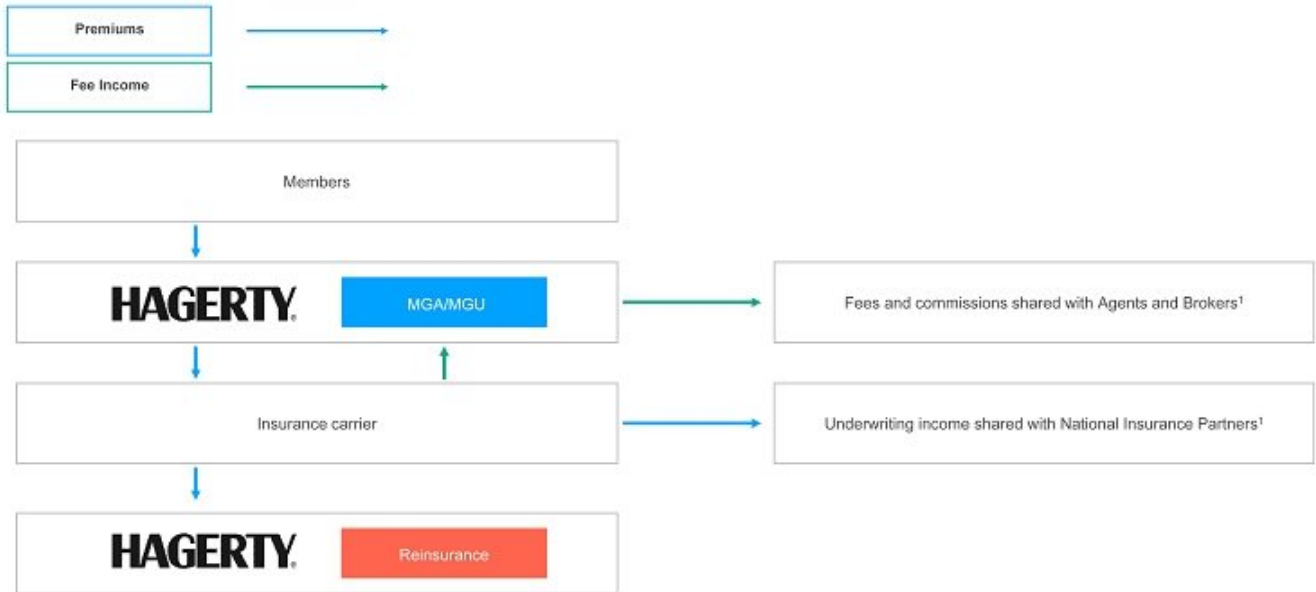 Premiums
Fee Income
Members
HAGERTY®
MGA/MGU
Fees and commissions shared with Agents and Brokers¹
Insurance carrier
Underwriting income shared with National Insurance Partners¹
HAGERTY®
Reinsurance